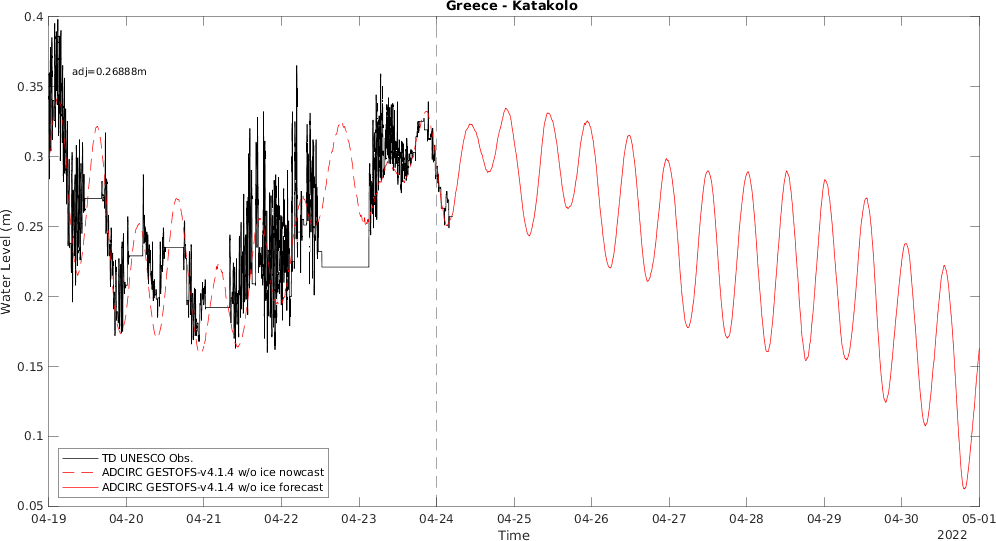 Greece - Katakolo
0.4
0.35
0.3
0.25
0.2
0.15
0.1
0.05
Water Level (m)
adj=0.26888m
TD UNESCO Obs.
ADCIRC GESTOFS-v4.1.4 w/o ice nowcast
ADCIRC GESTOFS-v4.1.4 w/o ice forecast
04-19 04-20 04-21 04-22 04-23 04-24 04-25 04-26 04-27 04-28 04-29 04-30 05-01
Time
2022